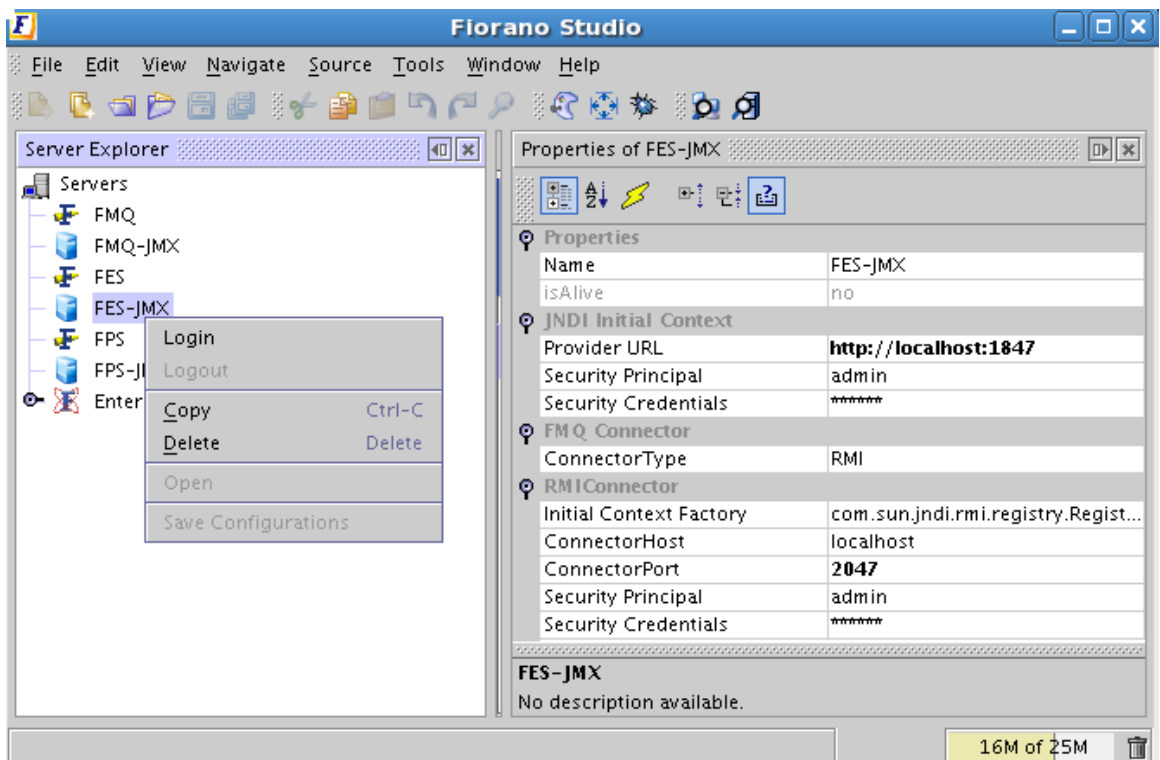 Fiorano Studio
File Edit View Navigate Source Tools Window Help
Server Explorer
Servers
FMQ
FMQ-JMX
FES
FES-JMX
FPS
FPS-J
Enter
Login
Logout
Copy Ctrl-C
Delete Delete
Open
Save Configurations
Properties of FES-JMX
Properties
Name FES-JMX
isAlive no
JNDI Initial Context
Provider URL http://localhost:1847
Security Principal admin
Security Credentials ******
FMQ Connector
ConnectorType RMI
RMIConnector
Initial Context Factory com.sun.jndi.rmi.registry.Regist...
ConnectorHost localhost
ConnectorPort 2047
Security Principal admin
Security Credentials ******
FES-JMX
No description available.
16M of 25M